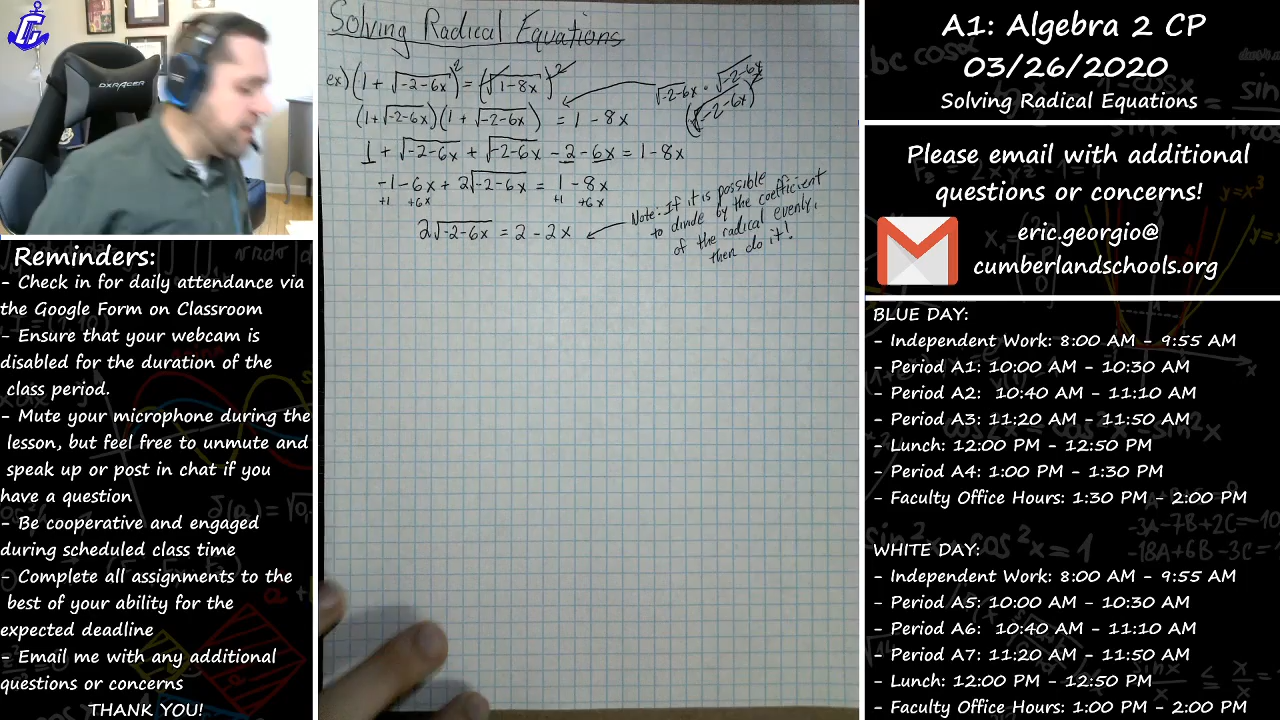 G
DXRACER
Solving Radical Equations
ex) (1 + √-2-6x)² = (√1-8x)²
√-2-6x · √-2-6x
(√-2-6x)²
(1+√-2-6x)(1 + √-2-6x) = 1 - 8x
1 + √-2-6x + √-2-6x - 2 - 6x = 1 - 8x
-1 - 6x + 2√-2-6x = 1 - 8x
+1 +6x +1 +6x
2√-2-6x = 2 - 2x
Note: If it is possible
to divide by the coefficient
of the radical evenly,
then do it!
Reminders:
- Check in for daily attendance via
the Google Form on Classroom
- Ensure that your webcam is
disabled for the duration of the
class period.
- Mute your microphone during the
lesson, but feel free to unmute and
speak up or post in chat if you
have a question
- Be cooperative and engaged
during scheduled class time
- Complete all assignments to the
best of your ability for the
expected deadline
- Email me with any additional
questions or concerns
THANK YOU!
A1: Algebra 2 CP
03/26/2020
Solving Radical Equations
Please email with additional
questions or concerns!
eric.georgio@
cumberlandschools.org
BLUE DAY:
- Independent Work: 8:00 AM - 9:55 AM
- Period A1: 10:00 AM - 10:30 AM
- Period A2: 10:40 AM - 11:10 AM
- Period A3: 11:20 AM - 11:50 AM
- Lunch: 12:00 PM - 12:50 PM
- Period A4: 1:00 PM - 1:30 PM
- Faculty Office Hours: 1:30 PM - 2:00 PM
WHITE DAY:
- Independent Work: 8:00 AM - 9:55 AM
- Period A5: 10:00 AM - 10:30 AM
- Period A6: 10:40 AM - 11:10 AM
- Period A7: 11:20 AM - 11:50 AM
- Lunch: 12:00 PM - 12:50 PM
- Faculty Office Hours: 1:00 PM - 2:00 PM